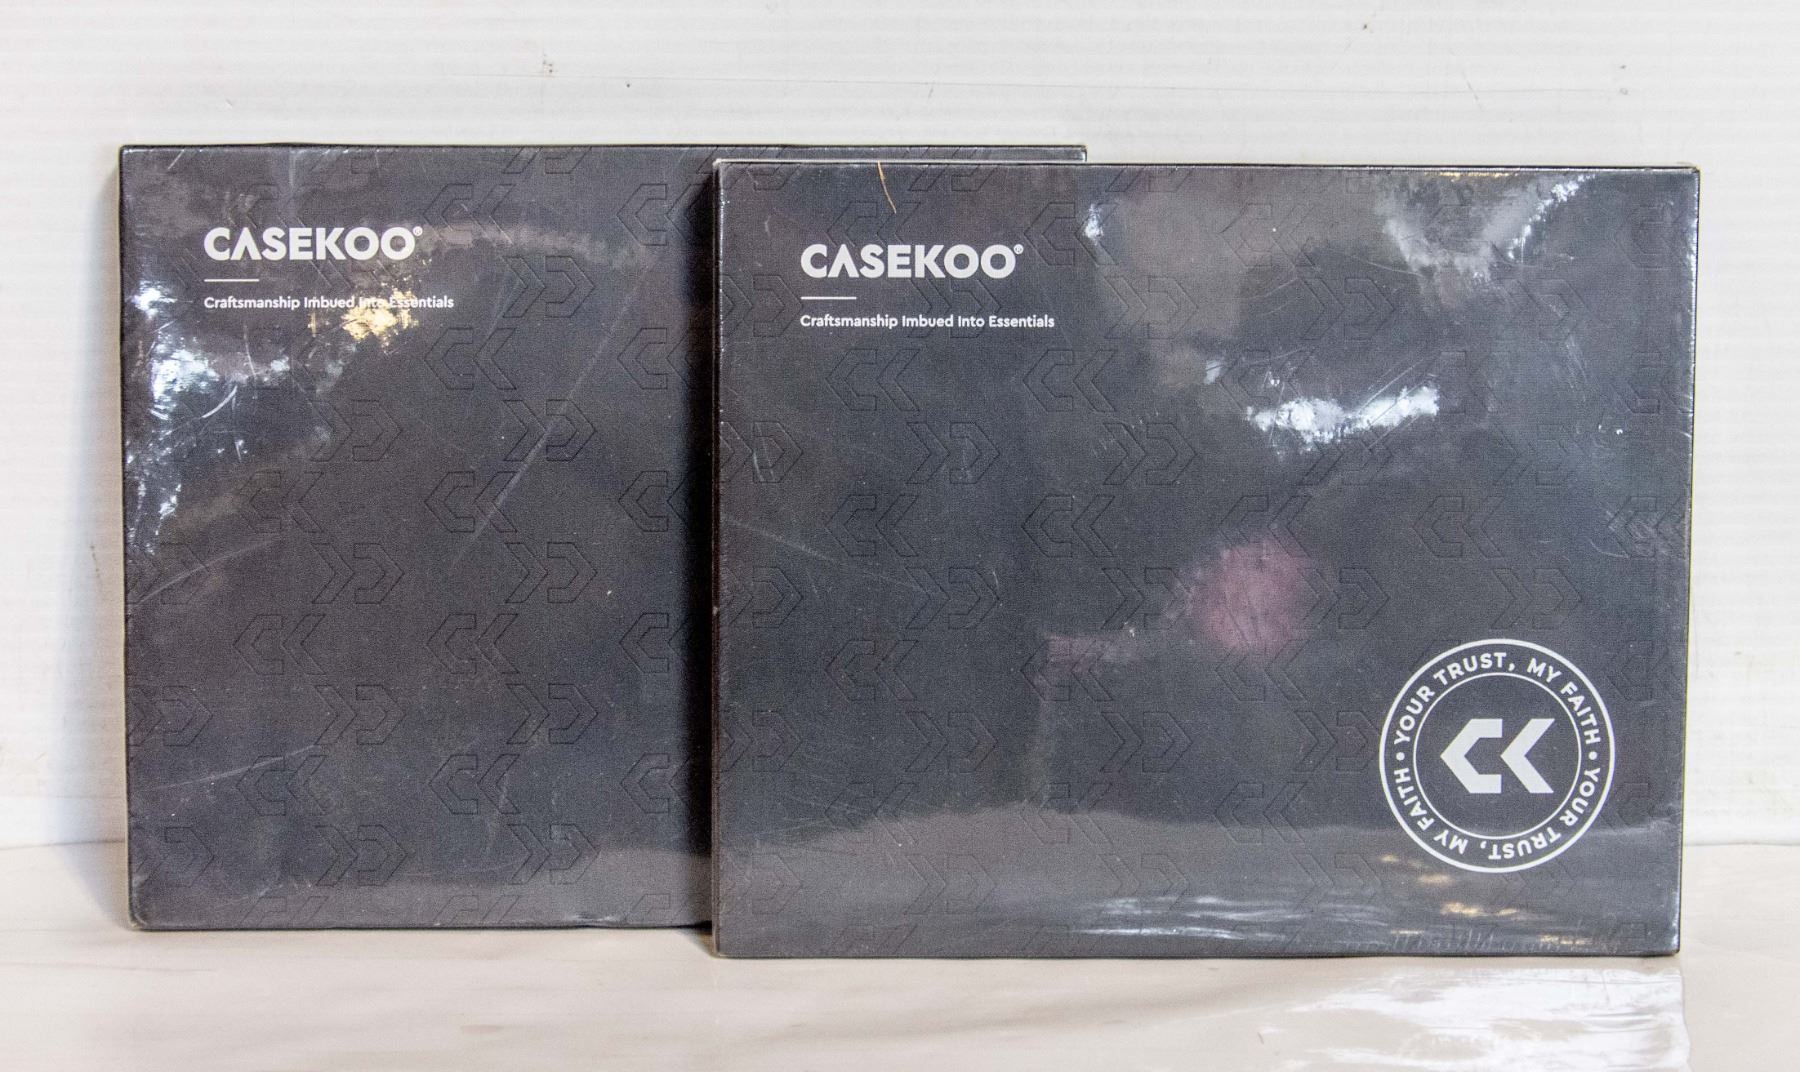 CASEKOO®
Craftsmanship Imbued Into Essentials
CASEKOO®
Craftsmanship Imbued Into Essentials
YOUR TRUST, MY FAITH • YOUR TRUST, MY FAITH •
CK